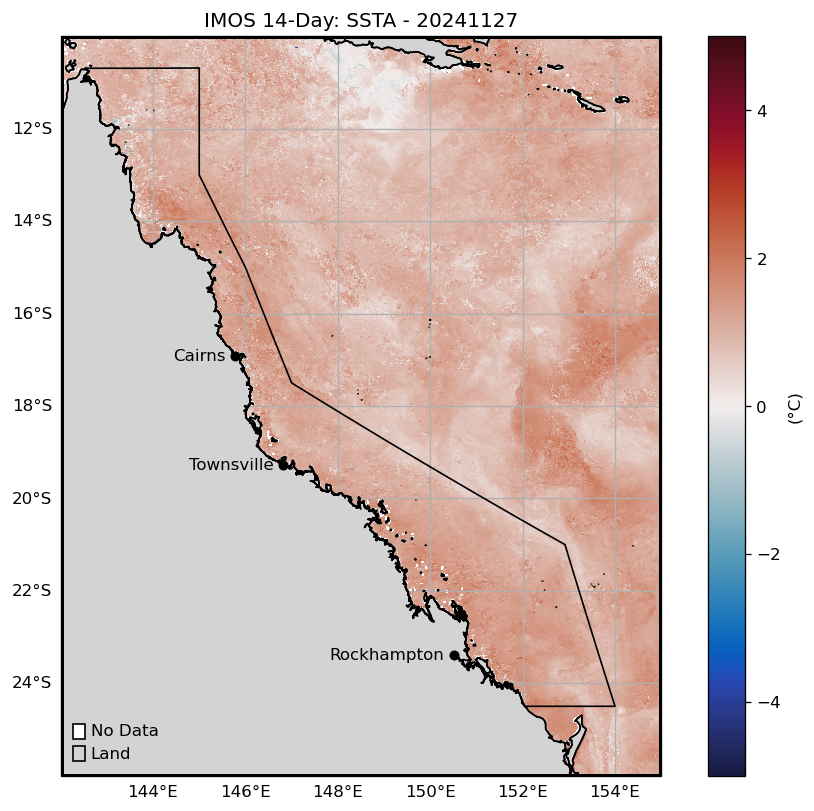 IMOS 14-Day: SSTA - 20241127
12°S
14°S
16°S
18°S
20°S
22°S
24°S
Cairns
Townsville
Rockhampton
No Data
Land
144°E
146°E
148°E
150°E
152°E
154°E
4
2
0
−2
−4
(°C)